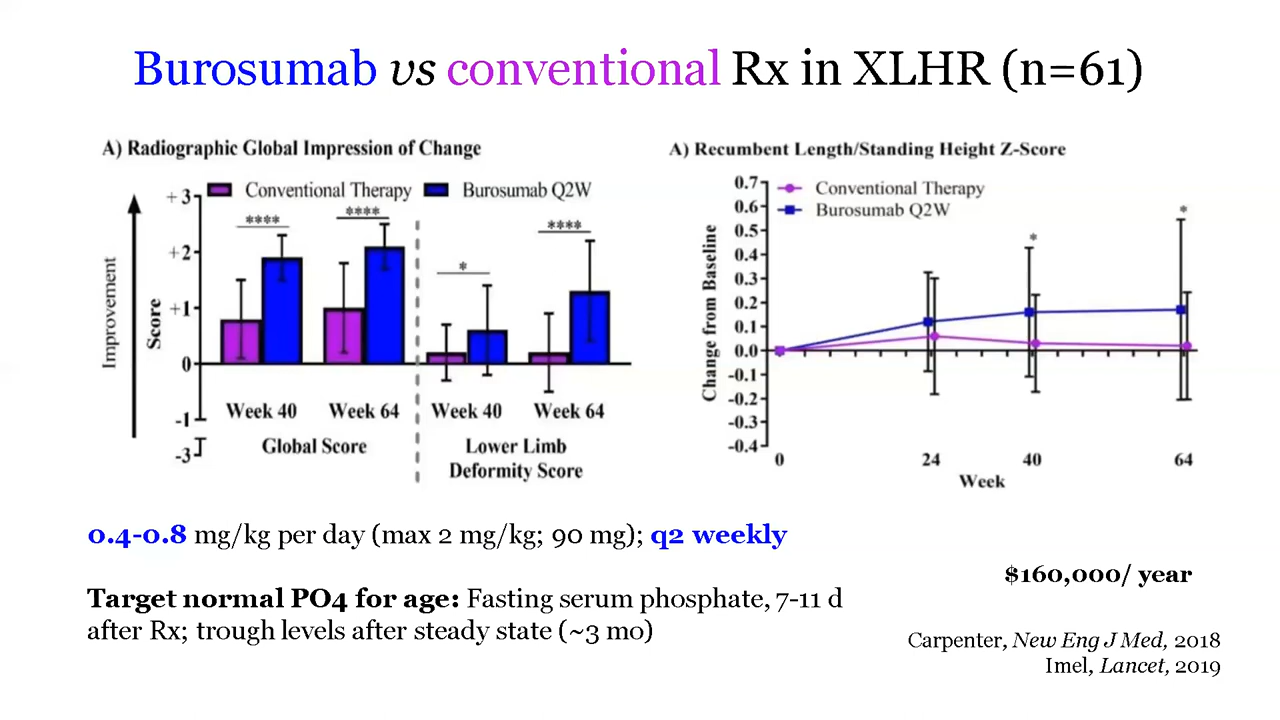 Burosumab vs conventional Rx in XLHR (n=61)
A) Radiographic Global Impression of Change
Conventional Therapy
Burosumab Q2W
Improvement
Score
+3
+2
+1
0
-1
-3
****
****
*
****
Week 40
Week 64
Week 40
Week 64
Global Score
Lower Limb
Deformity Score
A) Recumbent Length/Standing Height Z-Score
Conventional Therapy
Burosumab Q2W
Change from Baseline
0.7
0.6
0.5
0.4
0.3
0.2
0.1
0.0
-0.1
-0.2
-0.3
-0.4
*
*
0
24
40
64
Week
0.4-0.8 mg/kg per day (max 2 mg/kg; 90 mg); q2 weekly
Target normal PO4 for age: Fasting serum phosphate, 7-11 d
after Rx; trough levels after steady state (~3 mo)
$160,000/ year
Carpenter, New Eng J Med, 2018
Imel, Lancet, 2019